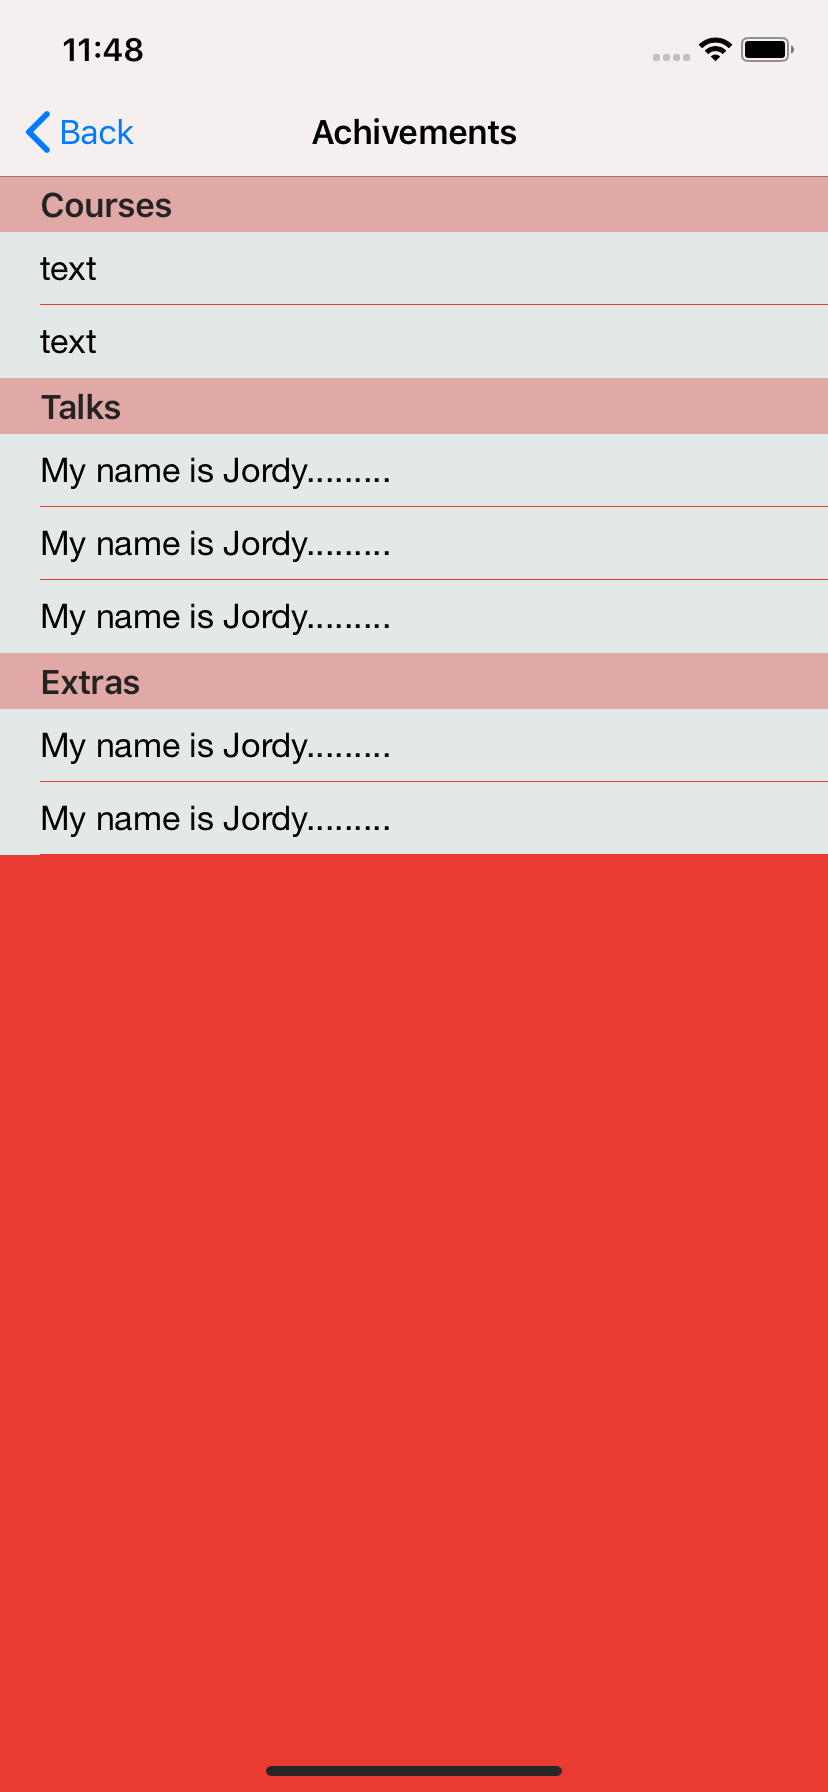 11:48
Back
Achivements
Courses
text
text
Talks
My name is Jordy.........
My name is Jordy.........
My name is Jordy.........
Extras
My name is Jordy.........
My name is Jordy.........